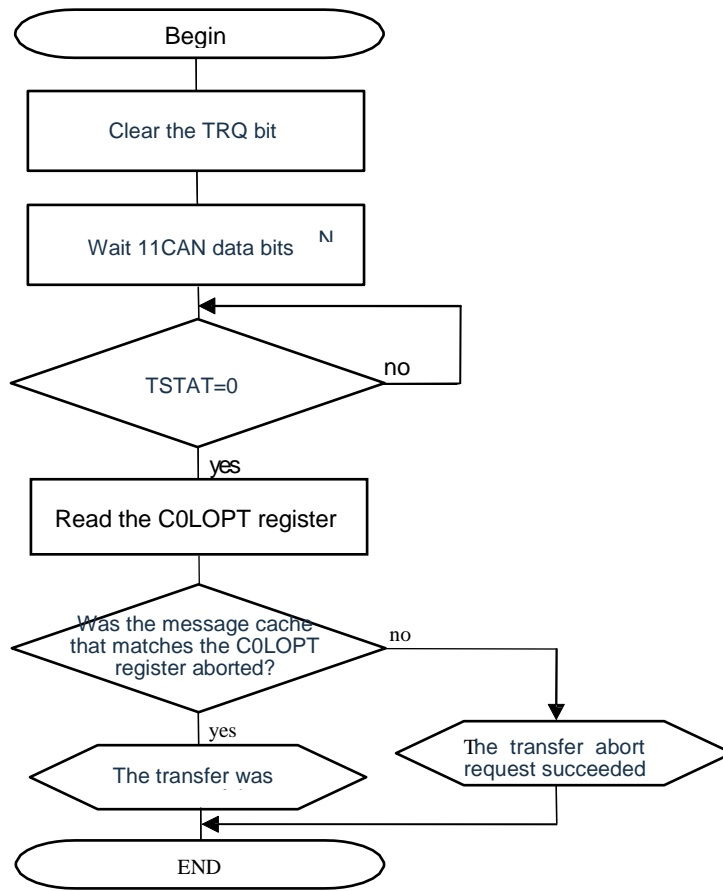 Begin
Clear the TRQ bit
Wait 11CAN data bits
TSTAT=0
no
yes
Read the C0LOPT register
Was the message cache
that matches the C0LOPT
register aborted?
no
yes
The transfer abort
request succeeded
The transfer was
END